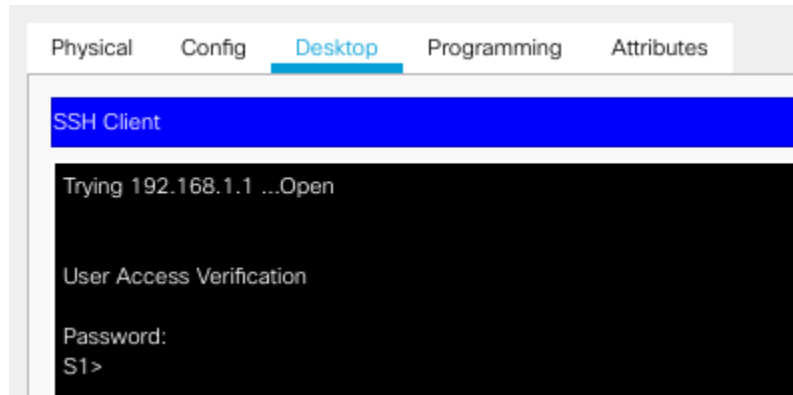 Physical Config Desktop Programming Attributes
SSH Client
Trying 192.168.1.1 ...Open
User Access Verification
Password:
S1>